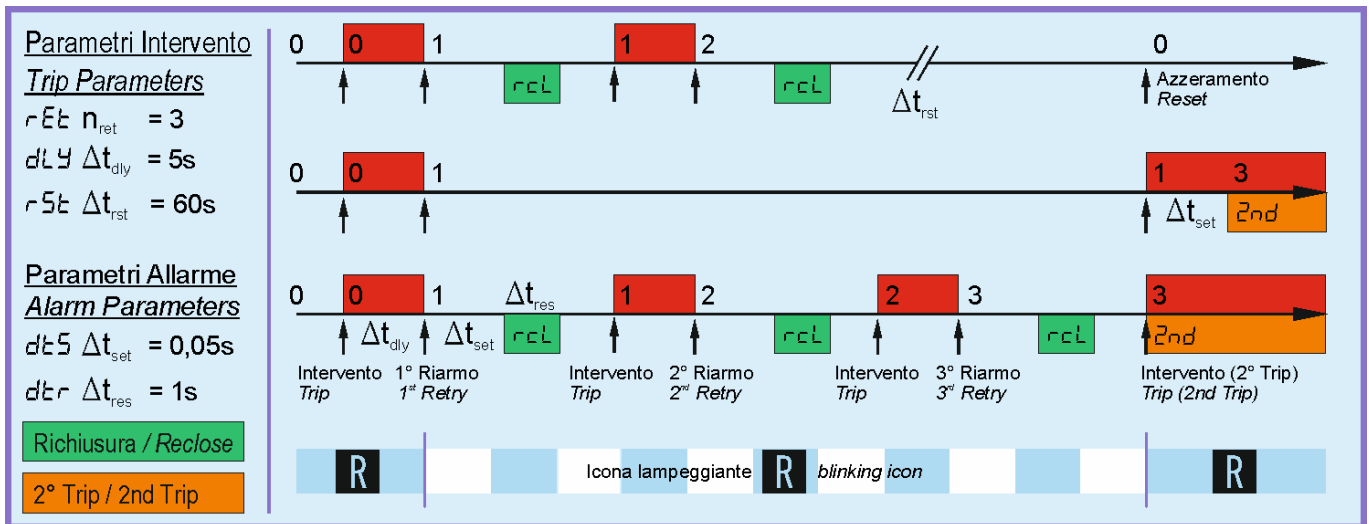 Parametri Intervento
Trip Parameters
rEt n_ret = 3
dLY Δt_dly = 5s
rSt Δt_rst = 60s
Parametri Allarme
Alarm Parameters
dtS Δt_set = 0,05s
dtr Δt_res = 1s
Richiusura / Reclose
2° Trip / 2nd Trip
0 0 1 1 2 0
rcL rcL Δt_rst Azzeramento
Reset
0 0 1 1 3
Δt_set 2nd
0 0 1 Δt_res 1 2 2 3 3
Δt_dly Δt_set rcL rcL rcL 2nd
Intervento 1° Riarmo Intervento 2° Riarmo Intervento 3° Riarmo Intervento (2° Trip)
Trip 1st Retry Trip 2nd Retry Trip 3rd Retry Trip (2nd Trip)
R Icona lampeggiante R blinking icon R